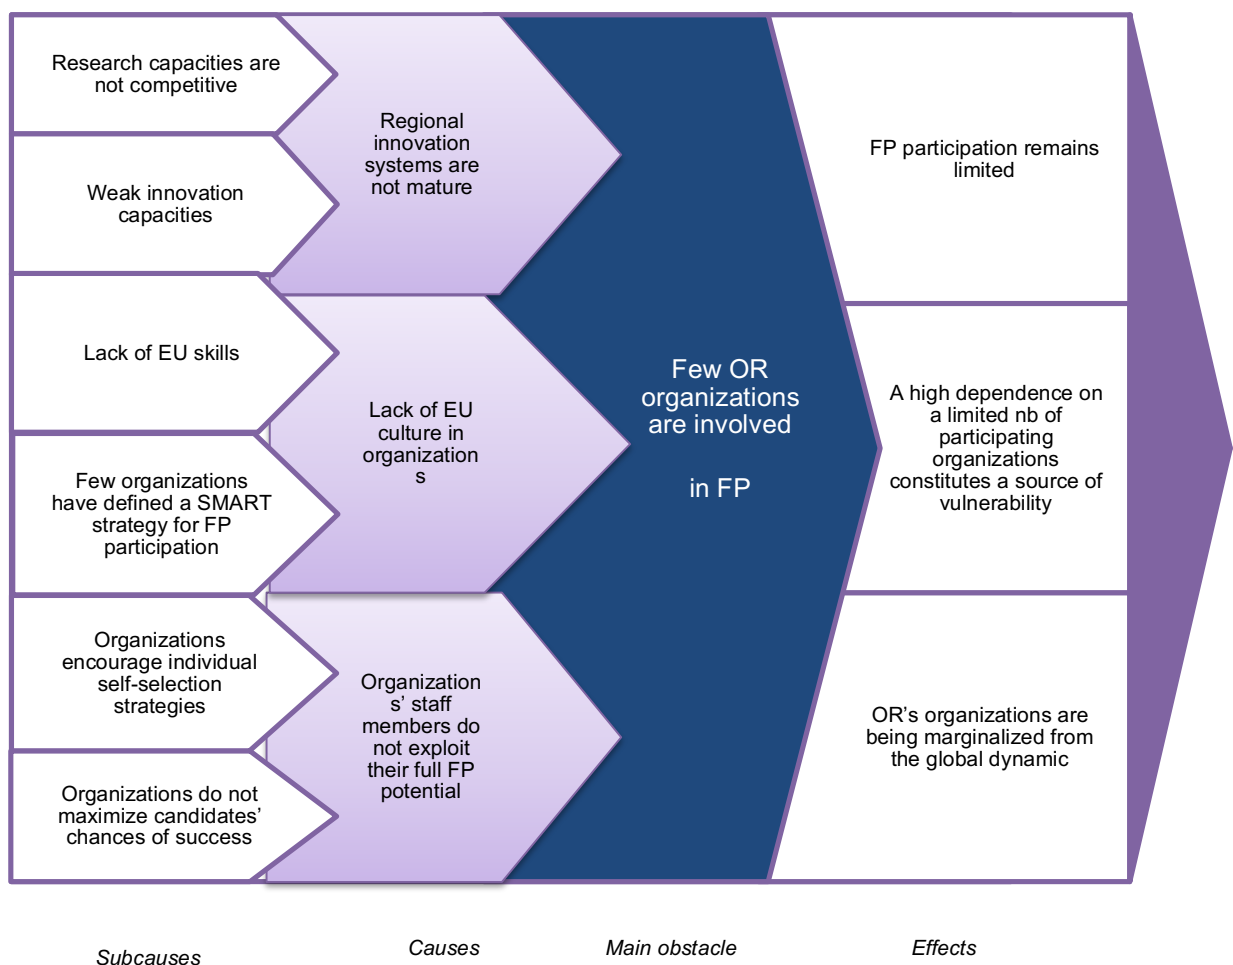 Research capacities are
not competitive
Weak innovation
capacities
Lack of EU skills
Few organizations
have defined a SMART
strategy for FP
participation
Organizations
encourage individual
self-selection
strategies
Organizations do not
maximize candidates’
chances of success
Regional
innovation
systems are
not mature
Lack of EU
culture in
organization
s
Organization
s’ staff
members do
not exploit
their full FP
potential
Few OR
organizations
are involved
in FP
FP participation remains
limited
A high dependence on
a limited nb of
participating
organizations
constitutes a source of
vulnerability
OR’s organizations are
being marginalized from
the global dynamic
Subcauses
Causes
Main obstacle
Effects